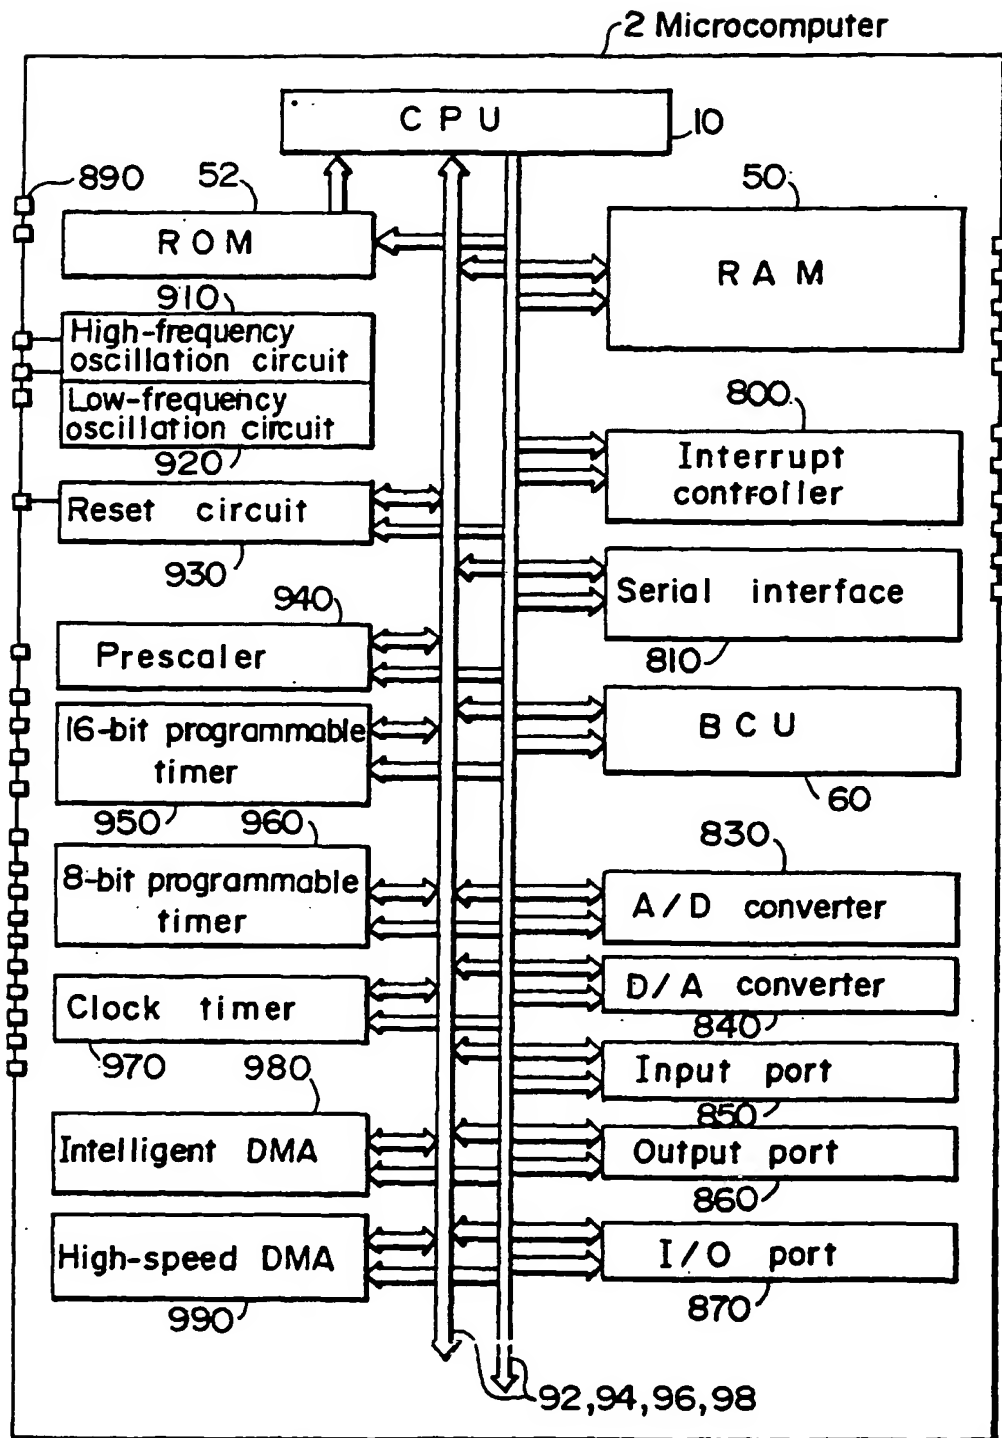 2 Microcomputer
CPU
10
890
52
50
ROM
RAM
910
High-frequency
oscillation circuit
Low-frequency
oscillation circuit
920
800
Interrupt
controller
Reset circuit
930
Serial interface
810
940
Prescaler
BCU
60
16-bit programmable
timer
950
960
830
8-bit programmable
timer
A/D converter
D/A converter
840
Clock timer
970
980
Input port
850
Intelligent DMA
Output port
860
High-speed DMA
990
I/O port
870
92,94,96,98